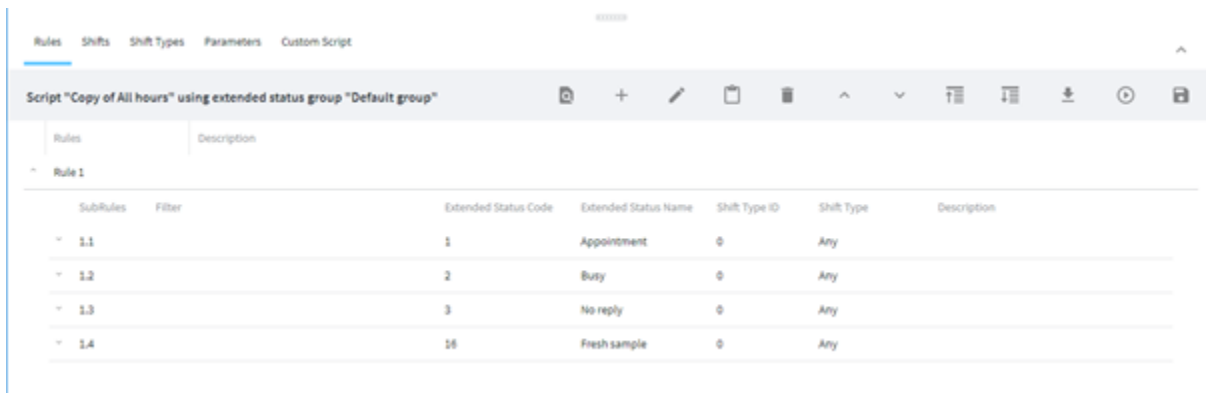 Rules Shifts Shift Types Parameters Custom Script
Script "Copy of All hours" using extended status group "Default group"
Rules Description
Rule 1
SubRules Filter Extended Status Code Extended Status Name Shift Type ID Shift Type Description
1.1 1 Appointment 0 Any
1.2 2 Busy 0 Any
1.3 3 No reply 0 Any
1.4 16 Fresh sample 0 Any